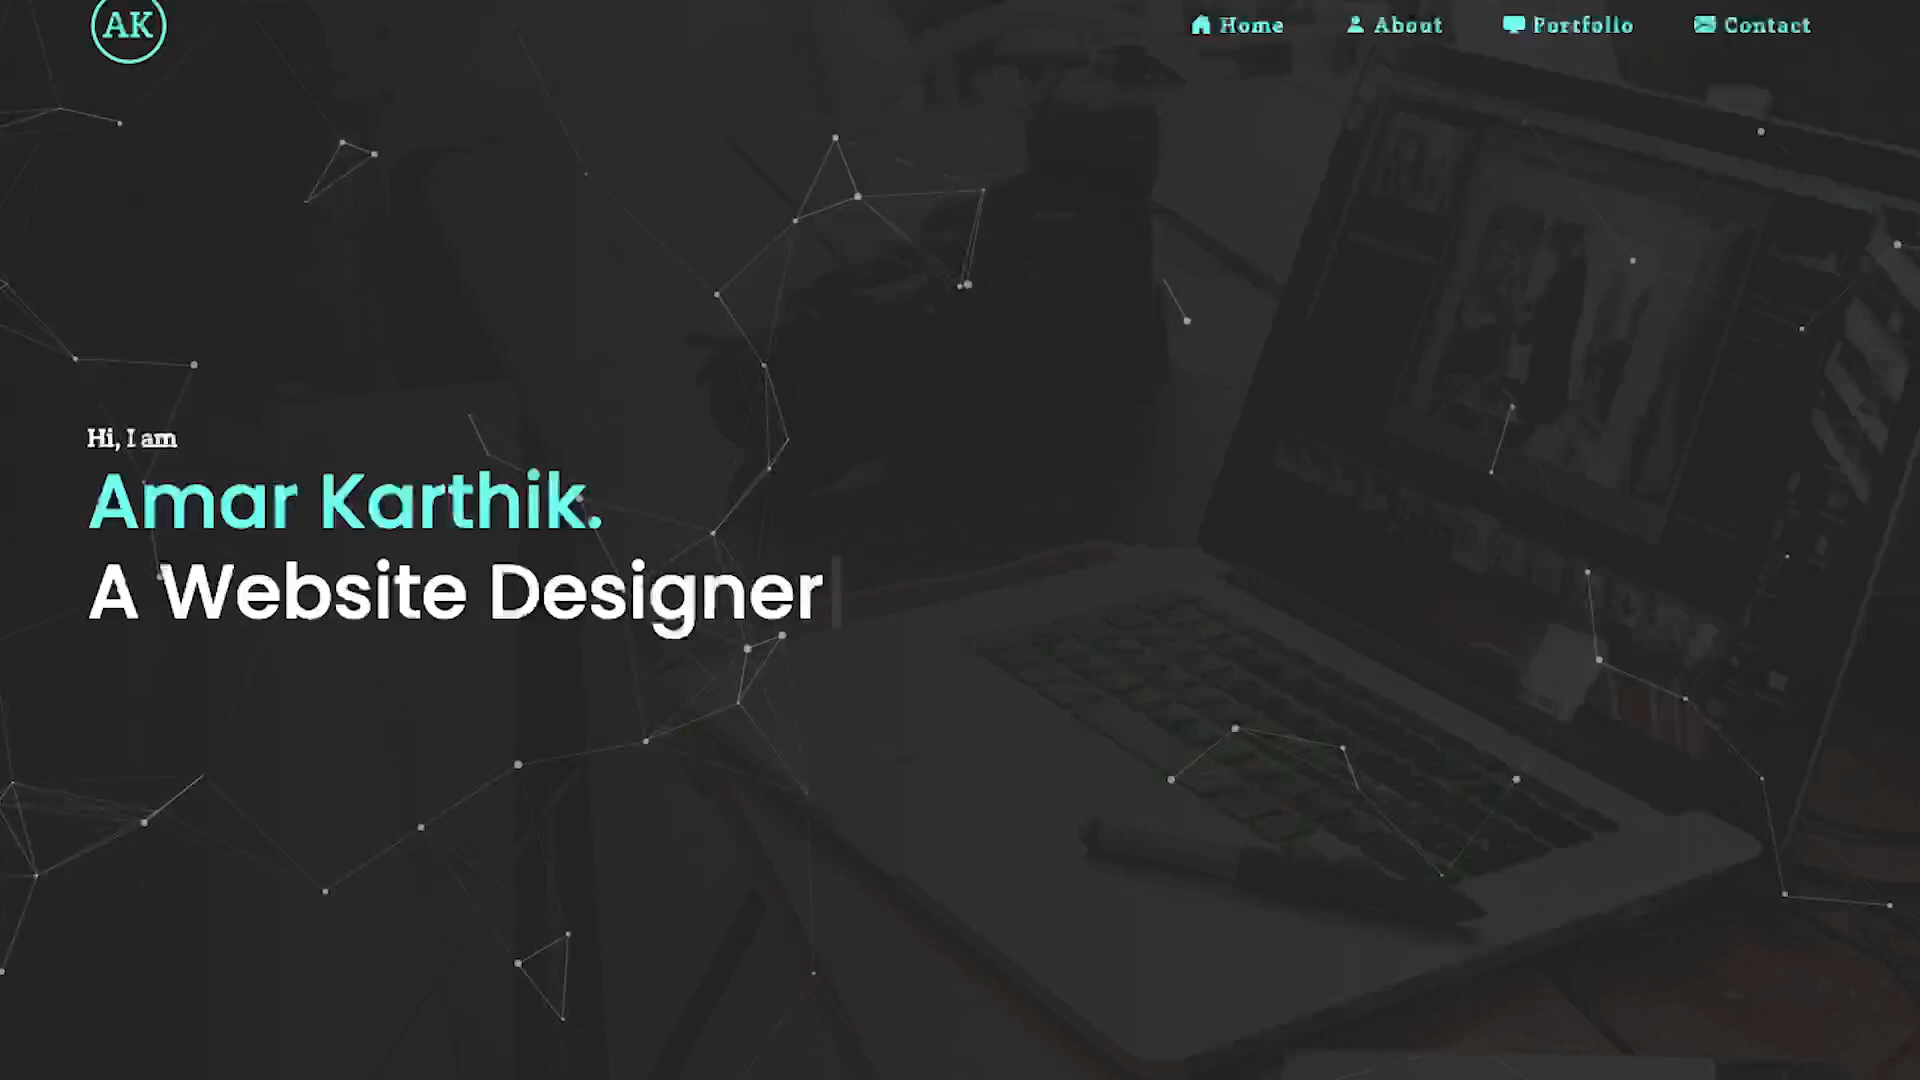 AK
Home
About
Portfolio
Contact
Hi, I am
Amar Karthik.
A Website Designer